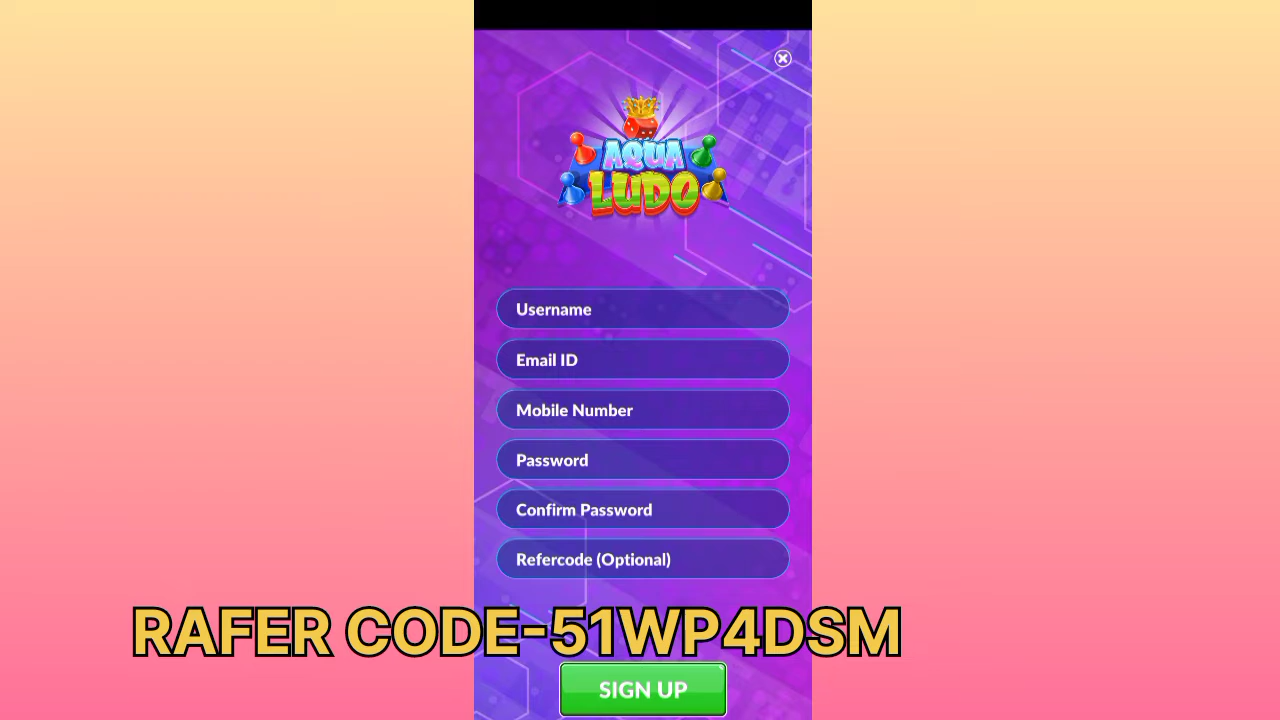 AQUA
LUDO
Username
Email ID
Mobile Number
Password
Confirm Password
Refercode (Optional)
RAFER CODE-51WP4DSM
SIGN UP